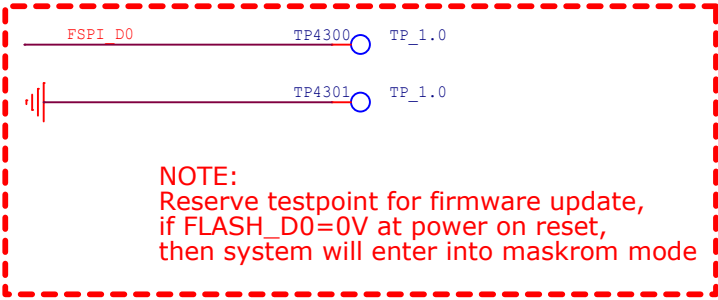 FSPI_D0 TP4300 TP_1.0
TP4301 TP_1.0
NOTE:
Reserve testpoint for firmware update,
if FLASH_D0=0V at power on reset,
then system will enter into maskrom mode